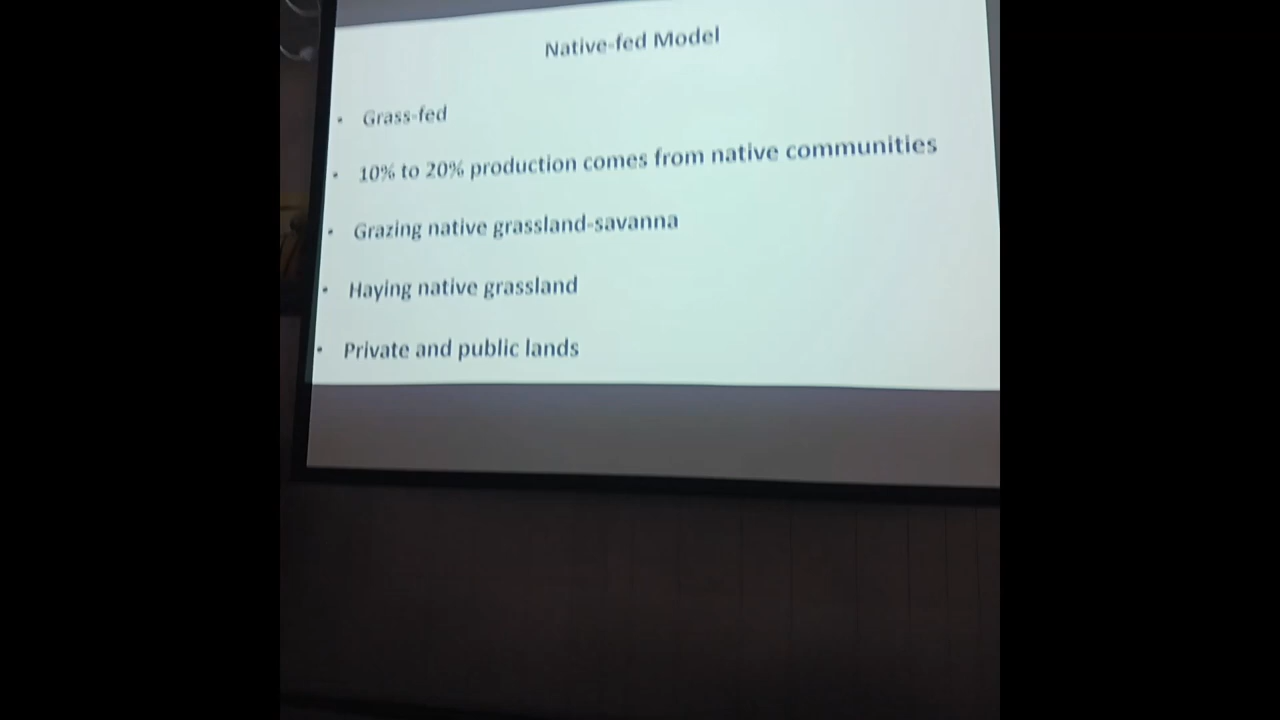 Native-fed Model
• Grass-fed
• 10% to 20% production comes from native communities
• Grazing native grassland-savanna
• Haying native grassland
• Private and public lands